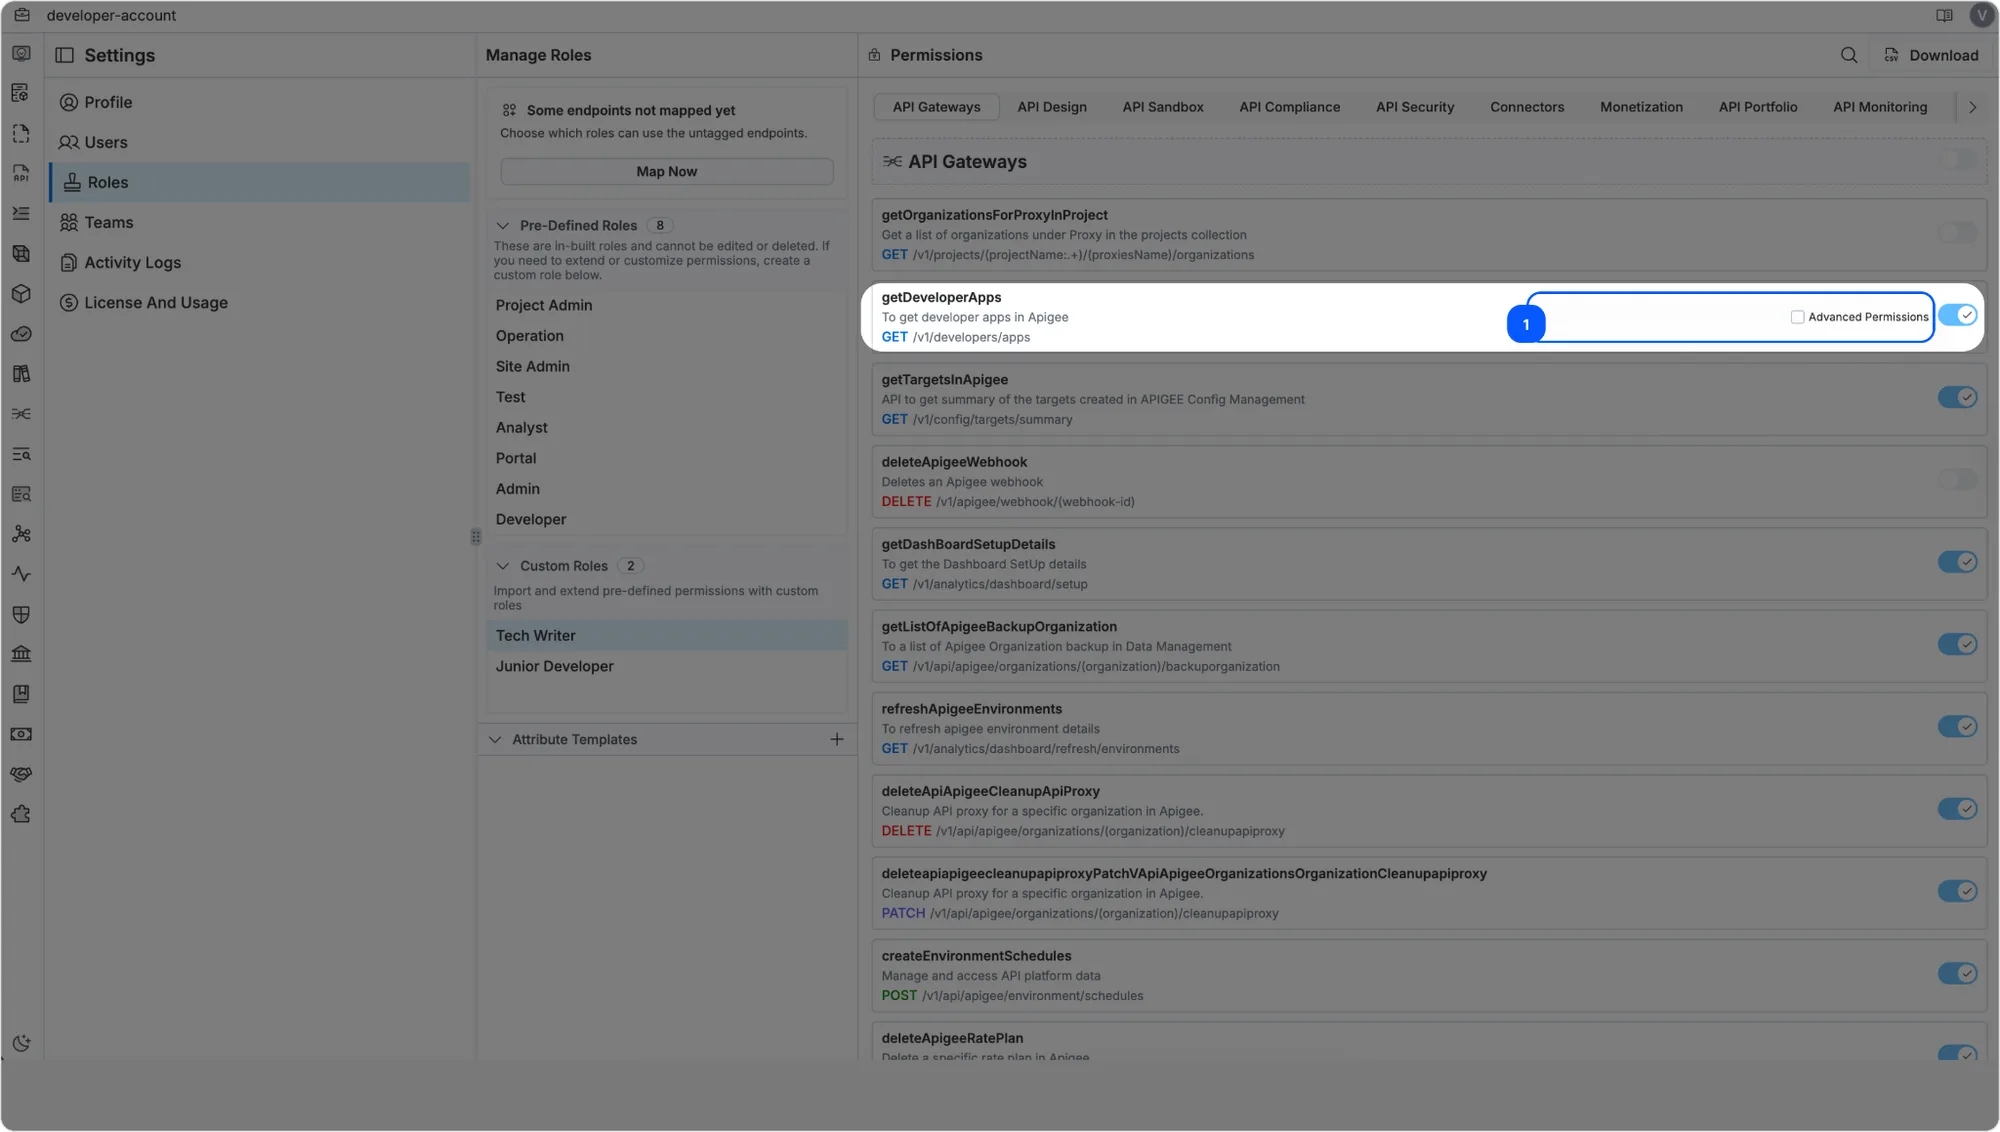 developer-account
V
Settings
Profile
Users
Roles
Teams
Activity Logs
License And Usage
Manage Roles
Some endpoints not mapped yet
Choose which roles can use the untagged endpoints.
Map Now
Pre-Defined Roles 8
These are in-built roles and cannot be edited or deleted. If
you need to extend or customize permissions, create a
custom role below.
Project Admin
Operation
Site Admin
Test
Analyst
Portal
Admin
Developer
Custom Roles 2
Import and extend pre-defined permissions with custom
roles
Tech Writer
Junior Developer
Attribute Templates
Permissions
CSV Download
API Gateways API Design API Sandbox API Compliance API Security Connectors Monetization API Portfolio API Monitoring
API Gateways
getOrganizationsForProxyInProject
Get a list of organizations under Proxy in the projects collection
GET /v1/projects/(projectName:.+)/(proxiesName)/organizations
getDeveloperApps
To get developer apps in Apigee
GET /v1/developers/apps
1
Advanced Permissions
getTargetsInApigee
API to get summary of the targets created in APIGEE Config Management
GET /v1/config/targets/summary
deleteApigeeWebhook
Deletes an Apigee webhook
DELETE /v1/apigee/webhook/(webhook-id)
getDashBoardSetupDetails
To get the Dashboard SetUp details
GET /v1/analytics/dashboard/setup
getListOfApigeeBackupOrganization
To a list of Apigee Organization backup in Data Management
GET /v1/api/apigee/organizations/(organization)/backuporganization
refreshApigeeEnvironments
To refresh apigee environment details
GET /v1/analytics/dashboard/refresh/environments
deleteApiApigeeCleanupApiProxy
Cleanup API proxy for a specific organization in Apigee.
DELETE /v1/api/apigee/organizations/(organization)/cleanupapiproxy
deleteapiapigeecleanupapiproxyPatchVApiApigeeOrganizationsOrganizationCleanupapiproxy
Cleanup API proxy for a specific organization in Apigee.
PATCH /v1/api/apigee/organizations/(organization)/cleanupapiproxy
createEnvironmentSchedules
Manage and access API platform data
POST /v1/api/apigee/environment/schedules
deleteApigeeRatePlan
Delete a specific rate plan in Apigee
API